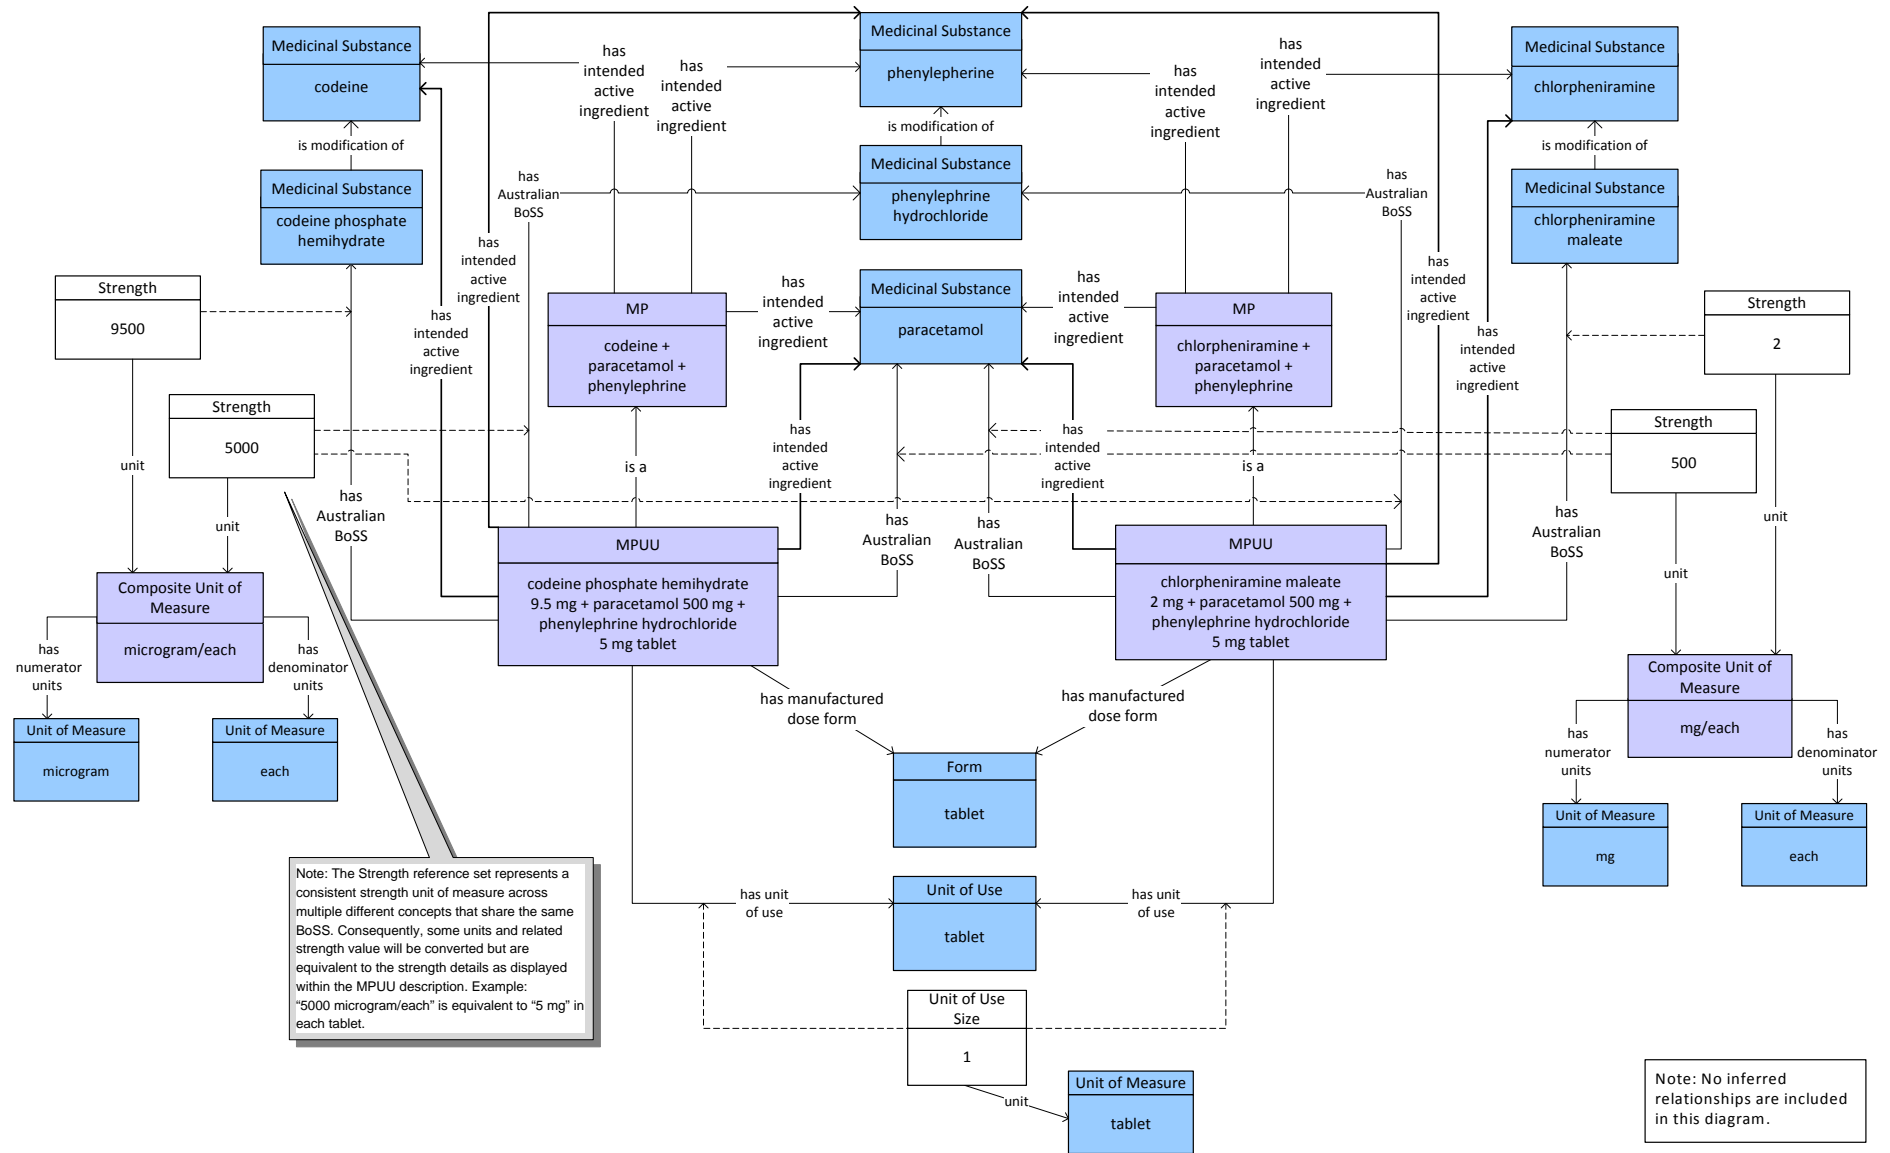 Medicinal Substance
codeine
has
intended
active
ingredient
has
intended
active
ingredient
Medicinal Substance
phenylepherine
has
intended
active
ingredient
has
intended
active
ingredient
Medicinal Substance
chlorpheniramine
is modification of
is modification of
is modification of
Medicinal Substance
codeine phosphate
hemihydrate
has
Australian
BoSS
Medicinal Substance
phenylephrine
hydrochloride
has
Australian
BoSS
Medicinal Substance
chlorpheniramine
maleate
has
intended
active
ingredient
has
intended
active
ingredient
has
intended
active
ingredient
has
intended
active
ingredient
Strength
9500
MP
codeine +
paracetamol +
phenylephrine
has
intended
active
ingredient
Medicinal Substance
paracetamol
has
intended
active
ingredient
MP
chlorpheniramine +
paracetamol +
phenylephrine
Strength
2
Strength
5000
Strength
500
unit
unit
has
Australian
BoSS
is a
has
intended
active
ingredient
has
Australian
BoSS
has
Australian
BoSS
has
intended
active
ingredient
is a
has
Australian
BoSS
unit
unit
MPUU
codeine phosphate hemihydrate
9.5 mg + paracetamol 500 mg +
phenylephrine hydrochloride
5 mg tablet
MPUU
chlorpheniramine maleate
2 mg + paracetamol 500 mg +
phenylephrine hydrochloride
5 mg tablet
Composite Unit of
Measure
microgram/each
has
numerator
units
has
denominator
units
Unit of Measure
microgram
Unit of Measure
each
Composite Unit of
Measure
mg/each
has
numerator
units
has
denominator
units
Unit of Measure
mg
Unit of Measure
each
has manufactured
dose form
has manufactured
dose form
Form
tablet
has unit
of use
Unit of Use
tablet
has unit
of use
Note: The Strength reference set represents a
consistent strength unit of measure across
multiple different concepts that share the same
BoSS. Consequently, some units and related
strength value will be converted but are
equivalent to the strength details as displayed
within the MPUU description. Example:
“5000 microgram/each” is equivalent to “5 mg” in
each tablet.
Unit of Use
Size
1
unit
Unit of Measure
tablet
Note: No inferred
relationships are included
in this diagram.